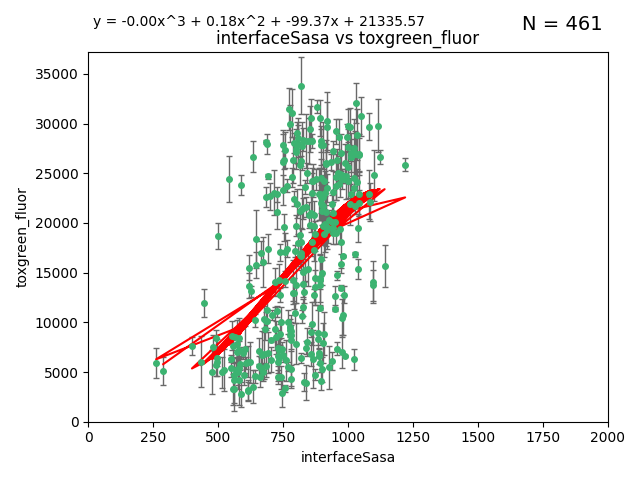 y = -0.00x^3 + 0.18x^2 + -99.37x + 21335.57
N = 461
interfaceSasa vs toxgreen_fluor
toxgreen_fluor
35000
30000
25000
20000
15000
10000
5000
0
0 250 500 750 1000 1250 1500 1750 2000
interfaceSasa